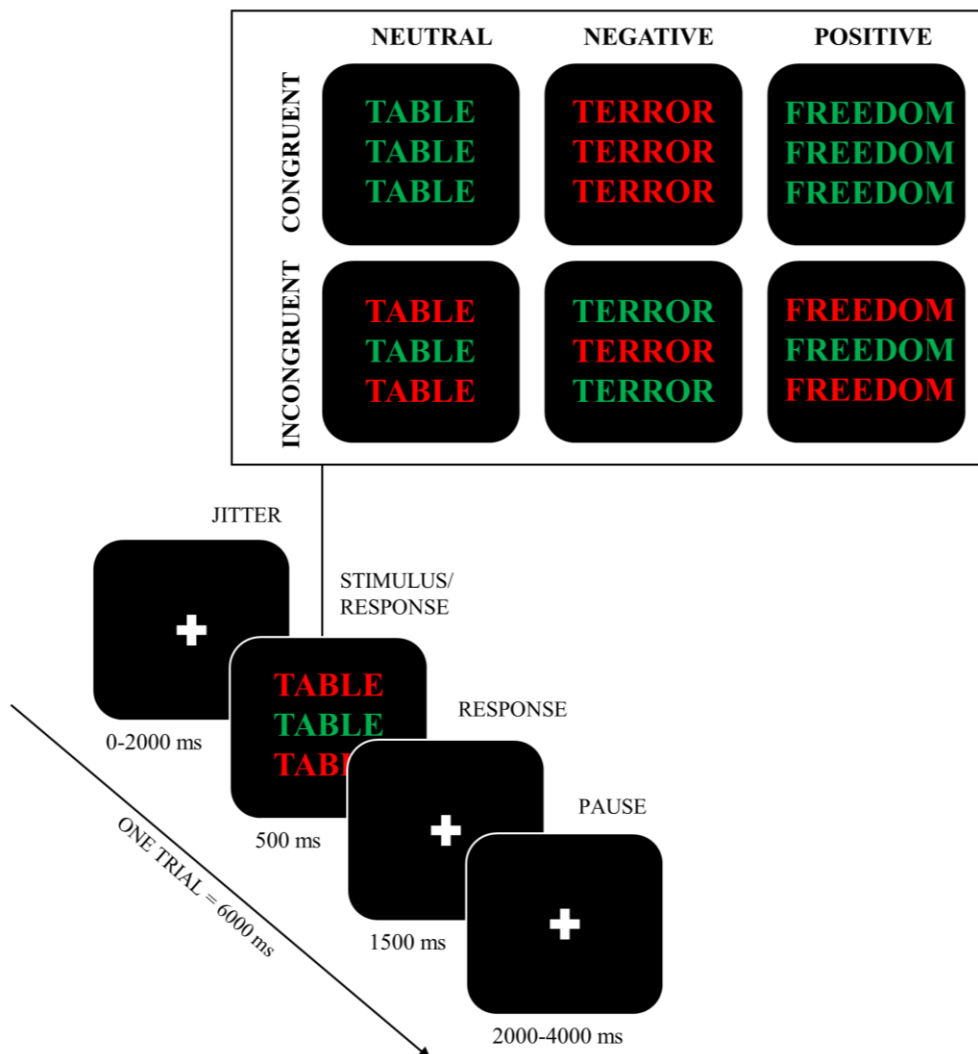 NEUTRAL NEGATIVE POSITIVE
CONGRUENT
TABLE TERROR FREEDOM
TABLE TERROR FREEDOM
TABLE TERROR FREEDOM
INCONGRUENT
TABLE TERROR FREEDOM
TABLE TERROR FREEDOM
TABLE TERROR FREEDOM
JITTER
0-2000 ms
STIMULUS/
RESPONSE
TABLE
TABLE
TABL
500 ms
RESPONSE
1500 ms
PAUSE
2000-4000 ms
ONE TRIAL = 6000 ms